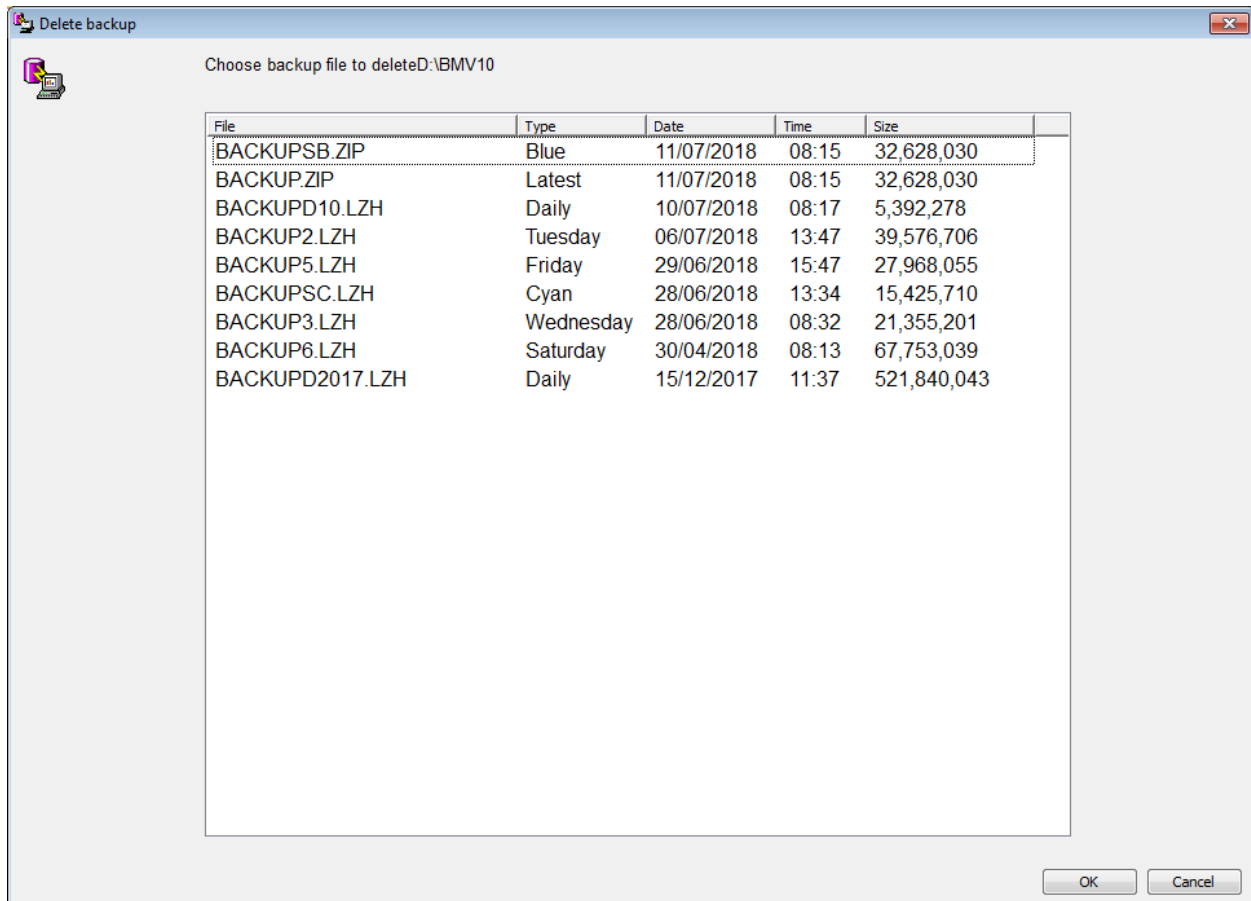 Delete backup
Choose backup file to deleteD:\BMV10
File Type Date Time Size
BACKUPSB.ZIP Blue 11/07/2018 08:15 32,628,030
BACKUP.ZIP Latest 11/07/2018 08:15 32,628,030
BACKUPD10.LZH Daily 10/07/2018 08:17 5,392,278
BACKUP2.LZH Tuesday 06/07/2018 13:47 39,576,706
BACKUP5.LZH Friday 29/06/2018 15:47 27,968,055
BACKUPSC.LZH Cyan 28/06/2018 13:34 15,425,710
BACKUP3.LZH Wednesday 28/06/2018 08:32 21,355,201
BACKUP6.LZH Saturday 30/04/2018 08:13 67,753,039
BACKUPD2017.LZH Daily 15/12/2017 11:37 521,840,043
OK Cancel